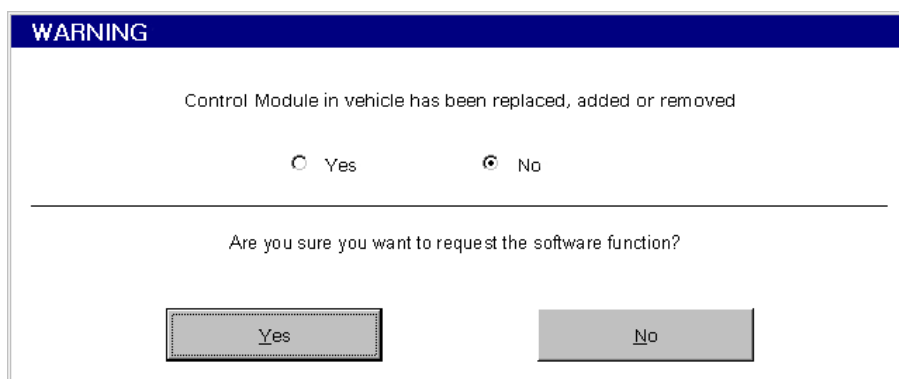 WARNING
Control Module in vehicle has been replaced, added or removed
Yes No
Are you sure you want to request the software function?
Yes No